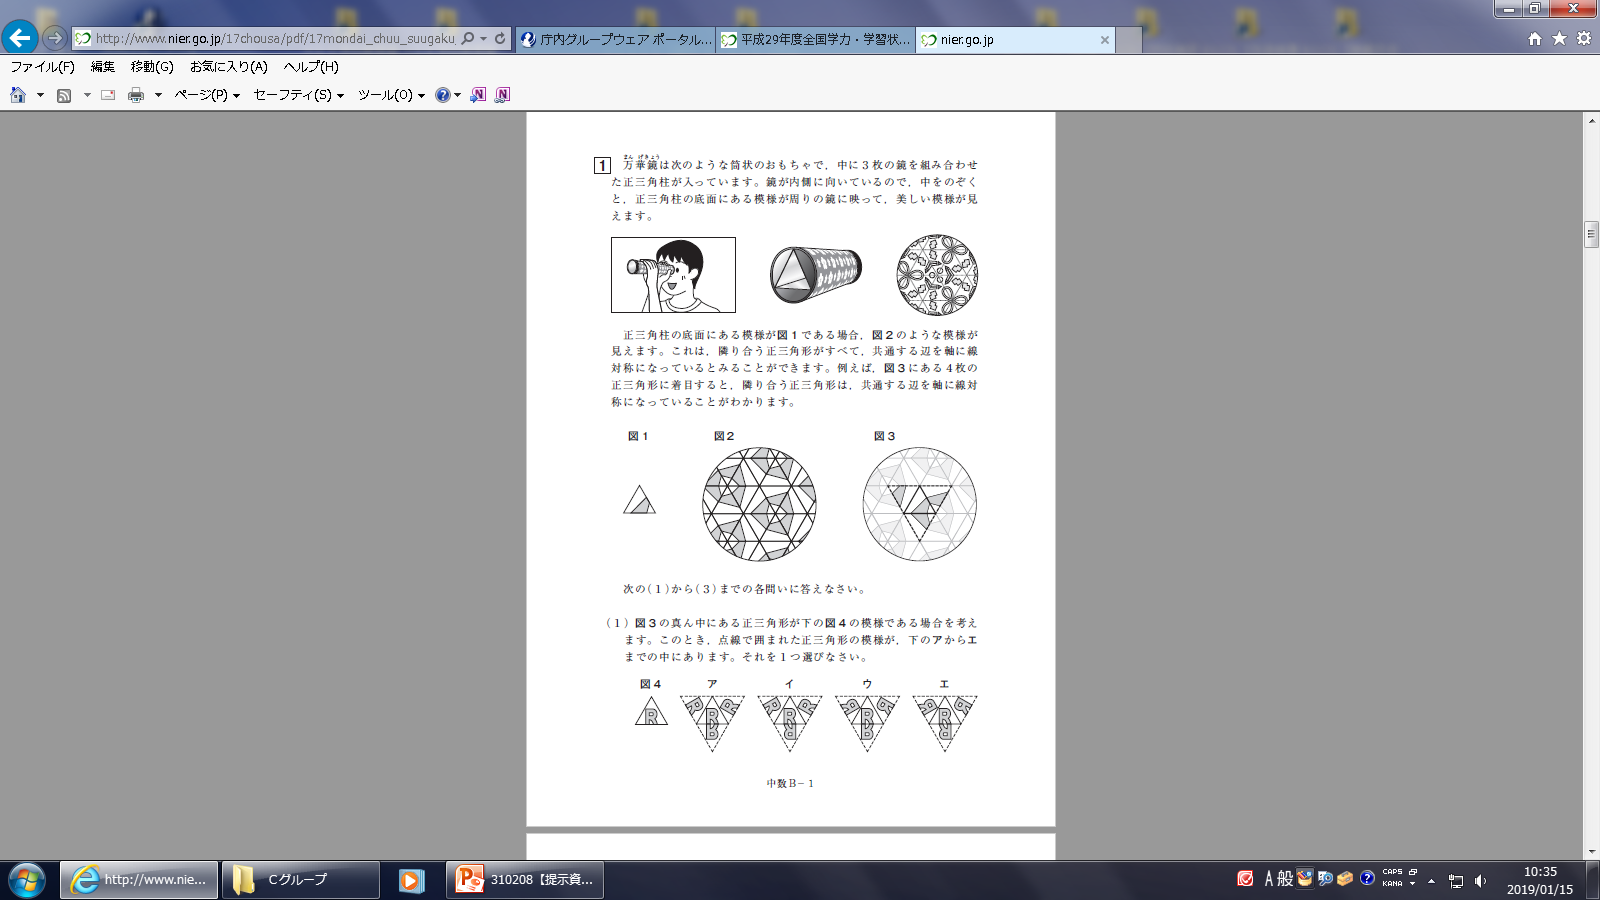 http://www.nier.go.jp/17chousa/pdf/17mondai_chuu_suugaku_
庁内グループウェア ポータル...
平成29年度全国学力・学習状...
nier.go.jp
ファイル(F) 編集 移動(G) お気に入り(A) ヘルプ(H)
ページ(P) セーフティ(S) ツール(O)
まん げきょう
1 万華鏡は次のような筒状のおもちゃで，中に３枚の鏡を組み合わせ
た正三角柱が入っています。鏡が内側に向いているので，中をのぞく
と，正三角柱の底面にある模様が周りの鏡に映って，美しい模様が見
えます。
正三角柱の底面にある模様が図１である場合，図２のような模様が
見えます。これは，隣り合う正三角形がすべて，共通する辺を軸に線
対称になっているとみることができます。例えば，図３にある４枚の
正三角形に着目すると，隣り合う正三角形は，共通する辺を軸に線対
称になっていることがわかります。
図１ 図２ 図３
次の（１）から（３）までの各問いに答えなさい。
（１）図３の真ん中にある正三角形が下の図４の模様である場合を考え
ます。このとき，点線で囲まれた正三角形の模様が，下のアからエ
までの中にあります。それを１つ選びなさい。
図４ ア イ ウ エ
R
中数Ｂ－１
http://www.nie...
Cグループ
310208【提示資...
A 般
CAPS
KANA
10:35
2019/01/15